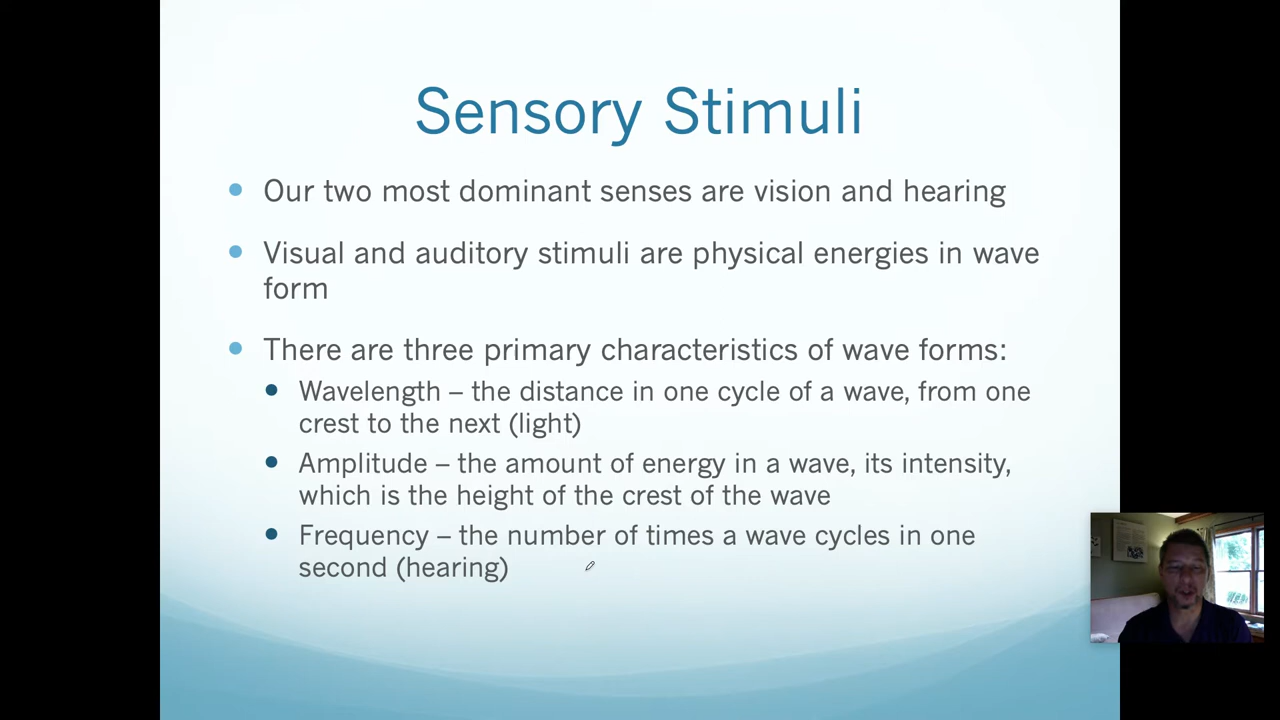 Sensory Stimuli
Our two most dominant senses are vision and hearing
Visual and auditory stimuli are physical energies in wave
form
There are three primary characteristics of wave forms:
Wavelength – the distance in one cycle of a wave, from one
crest to the next (light)
Amplitude – the amount of energy in a wave, its intensity,
which is the height of the crest of the wave
Frequency – the number of times a wave cycles in one
second (hearing)